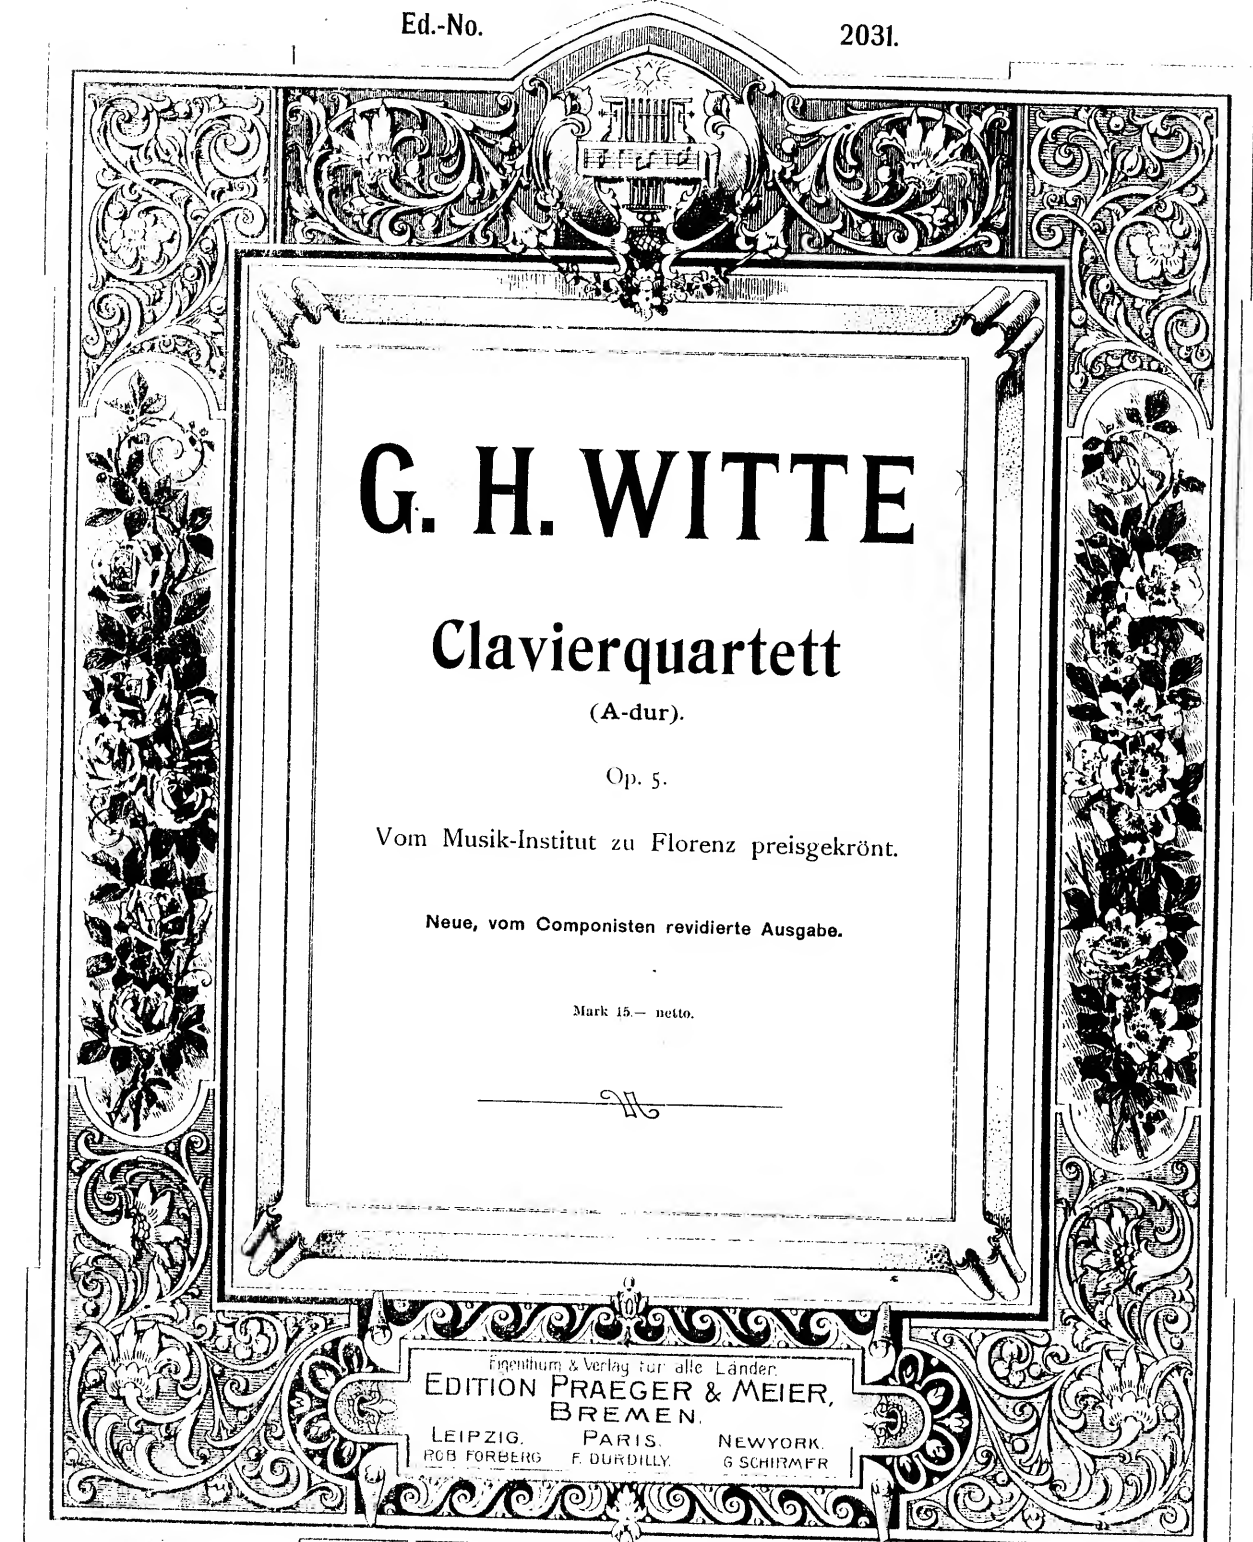 Ed.-No. 2031.
G. H. WITTE
Clavierquartett
(A-dur).
Op. 5.
Vom Musik-Institut zu Florenz preisgekrönt.
Neue, vom Componisten revidierte Ausgabe.
Mark 15.— netto.
Eigenthum & Verlag für alle Länder.
EDITION PRAEGER & MEIER,
BREMEN.
LEIPZIG. PARIS. NEWYORK.
ROB FORBERG F. DURDILLY. G SCHIRMER